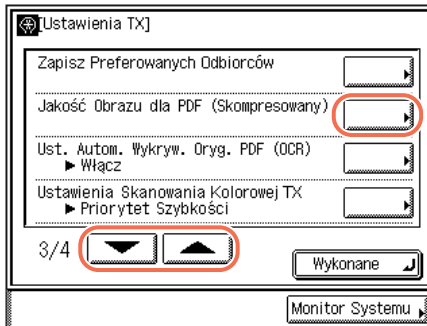 [Ustawienia TX]
Zapisz Preferowanych Odbiorców
Jakość Obrazu dla PDF (Skompresowany)
Ust. Autom. Wykryw. Oryg. PDF (OCR)
► Włącz
Ustawienia Skanowania Kolorowej TX
► Priorytet Szybkości
3/4
Wykonane
Monitor Systemu